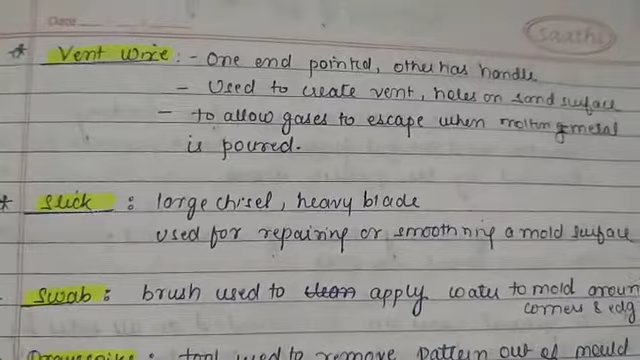 Date
Saathi
* Vent wire :- One end pointed, other has handle
- Used to create vent, holes on sand surface
- to allow gases to escape when molten metal
is poured.
* Slick : large chisel, heavy blade
used for repairing or smoothning a mold surface
Swab : brush used to clean apply water to mold aroun
corners & edg
: tool used to remove pattern out of mould